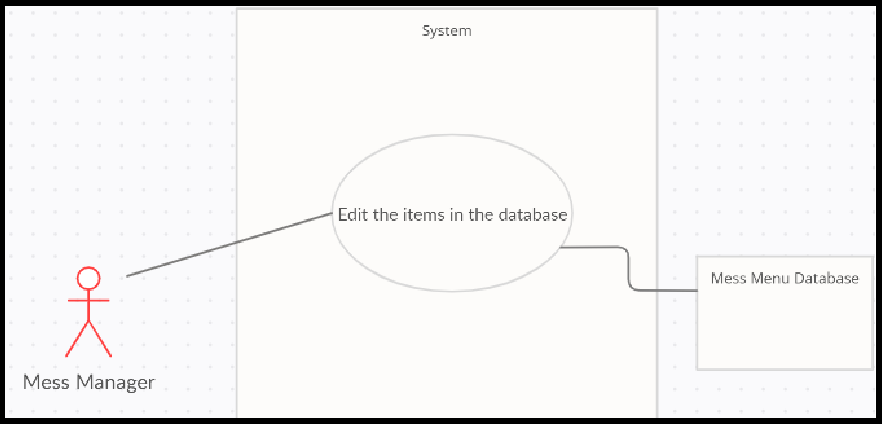 System
Edit the items in the database
Mess Menu Database
Mess Manager